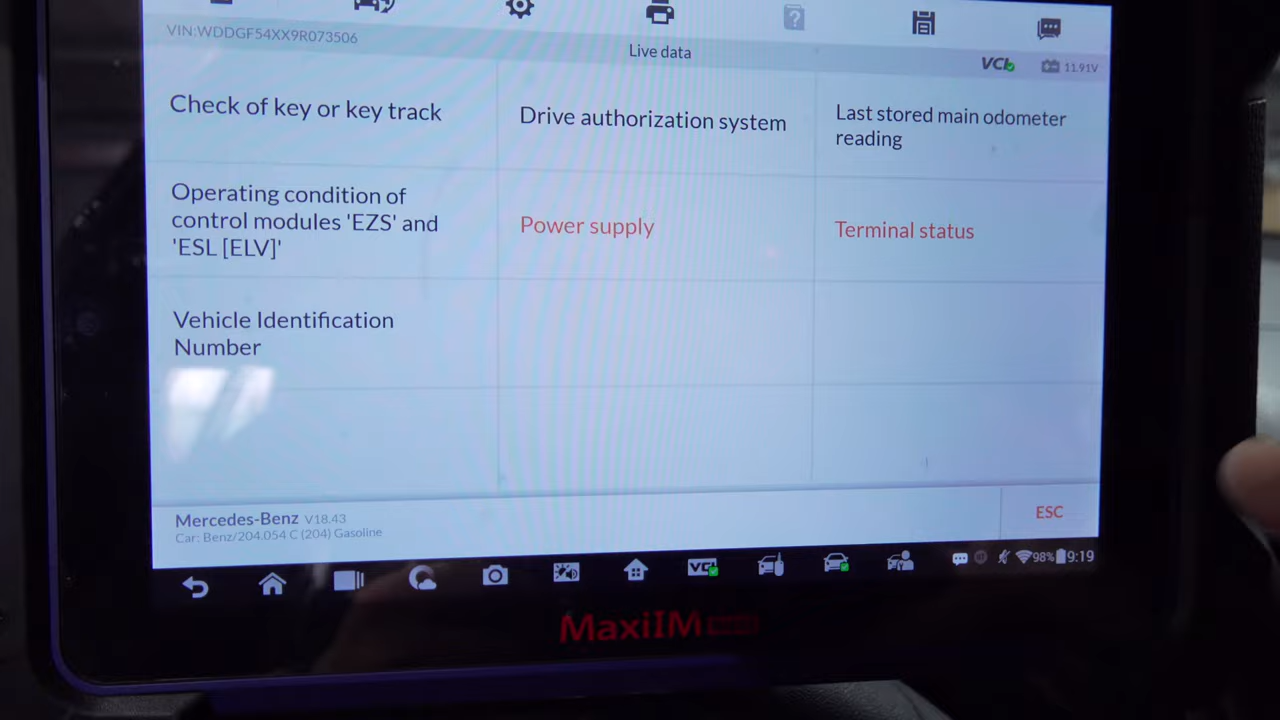 VIN:WDDGF54XX9R073506
Live data
VCI
11.91V
Check of key or key track
Drive authorization system
Last stored main odometer
reading
Operating condition of
control modules 'EZS' and
'ESL [ELV]'
Power supply
Terminal status
Vehicle Identification
Number
Mercedes-Benz V18.43
Car: Benz/204.054 C (204) Gasoline
ESC
VCI
98%
9:19
MaxiIM